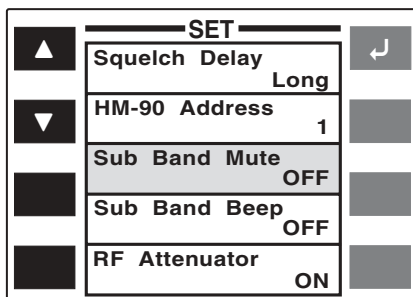 SET
Squelch Delay
Long
HM-90 Address
1
Sub Band Mute
OFF
Sub Band Beep
OFF
RF Attenuator
ON